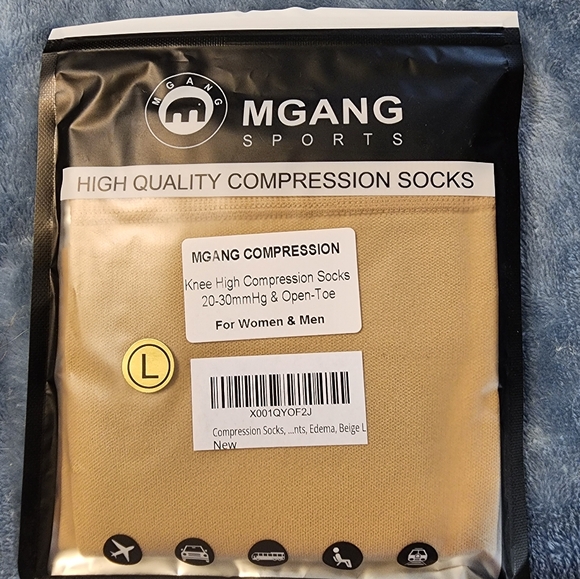 MGANG
MGANG
SPORTS
HIGH QUALITY COMPRESSION SOCKS
MGANG COMPRESSION
Knee High Compression Socks
20-30mmHg & Open-Toe
For Women & Men
L
X001QYOF2J
Compression Socks, ...nts, Edema, Beige L
New